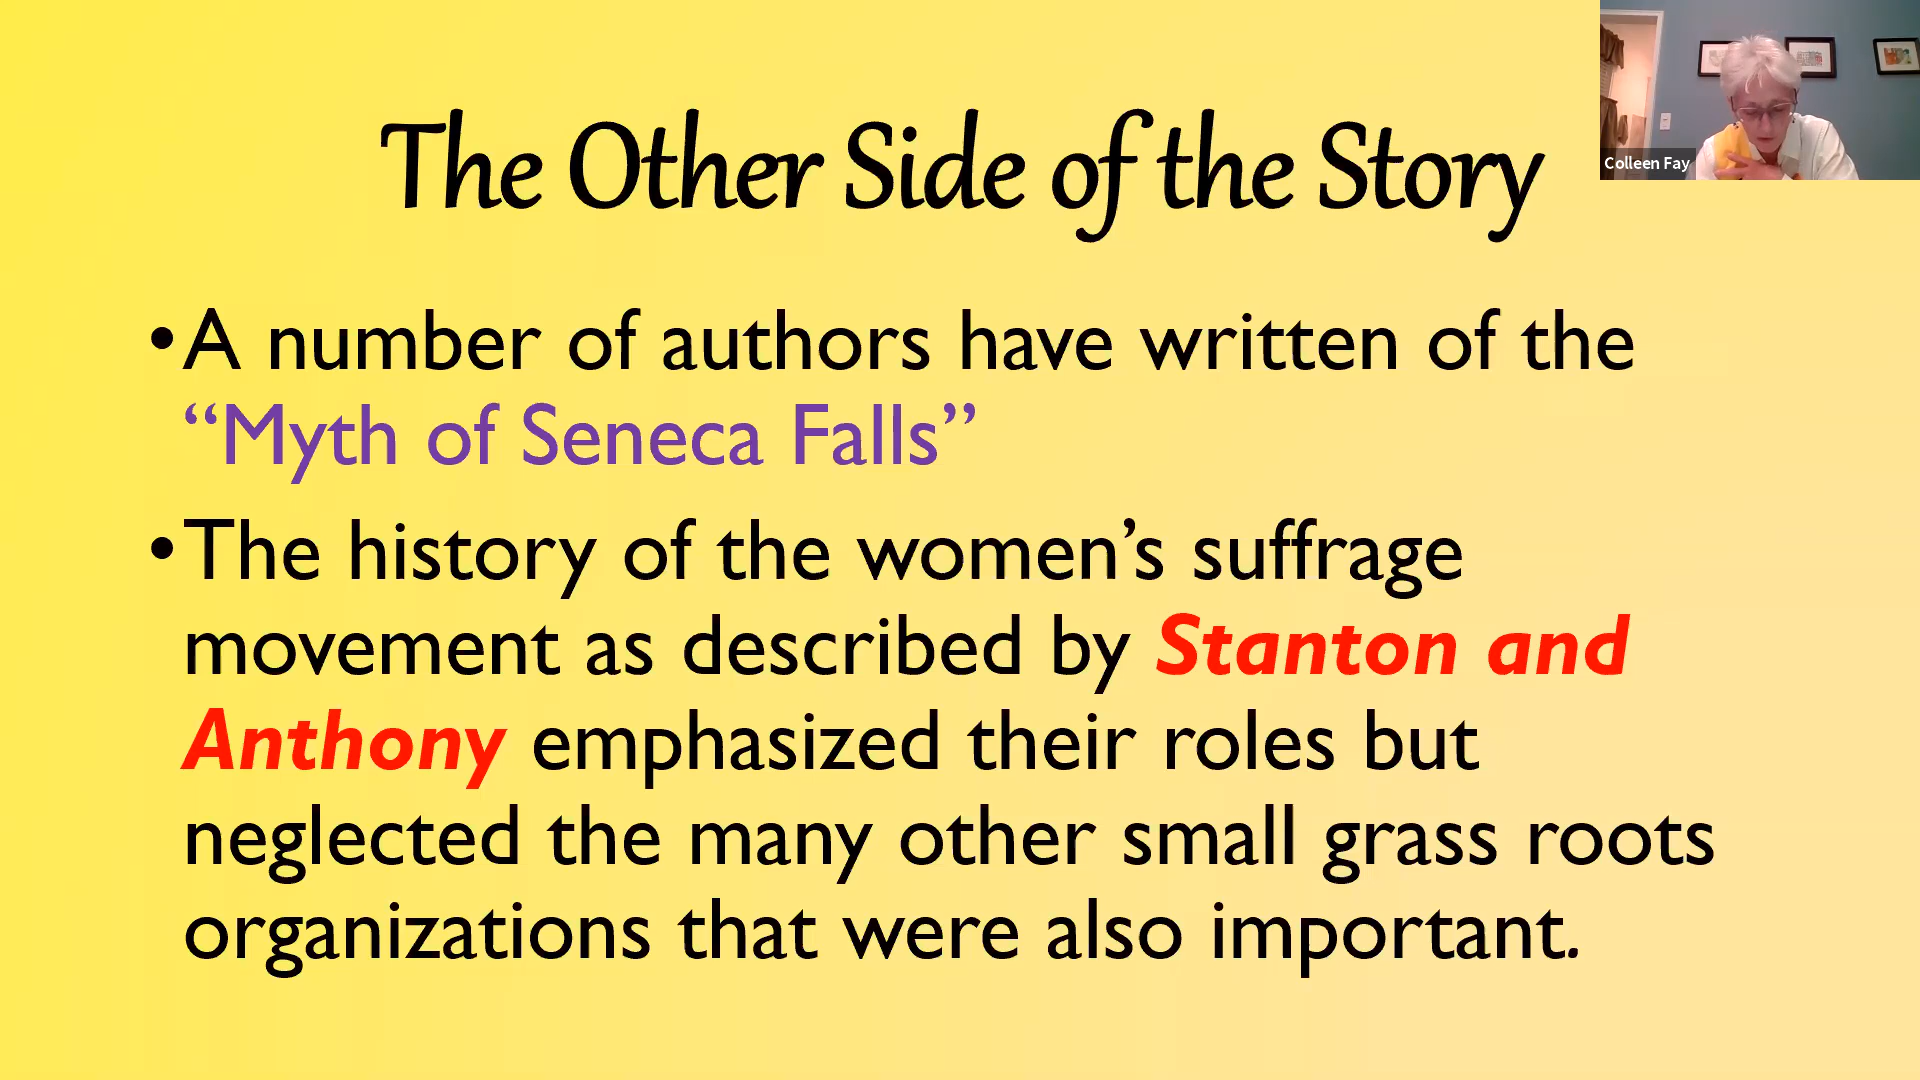 The Other Side of the Story
Colleen Fay
•A number of authors have written of the
“Myth of Seneca Falls”
•The history of the women’s suffrage
movement as described by Stanton and
Anthony emphasized their roles but
neglected the many other small grass roots
organizations that were also important.